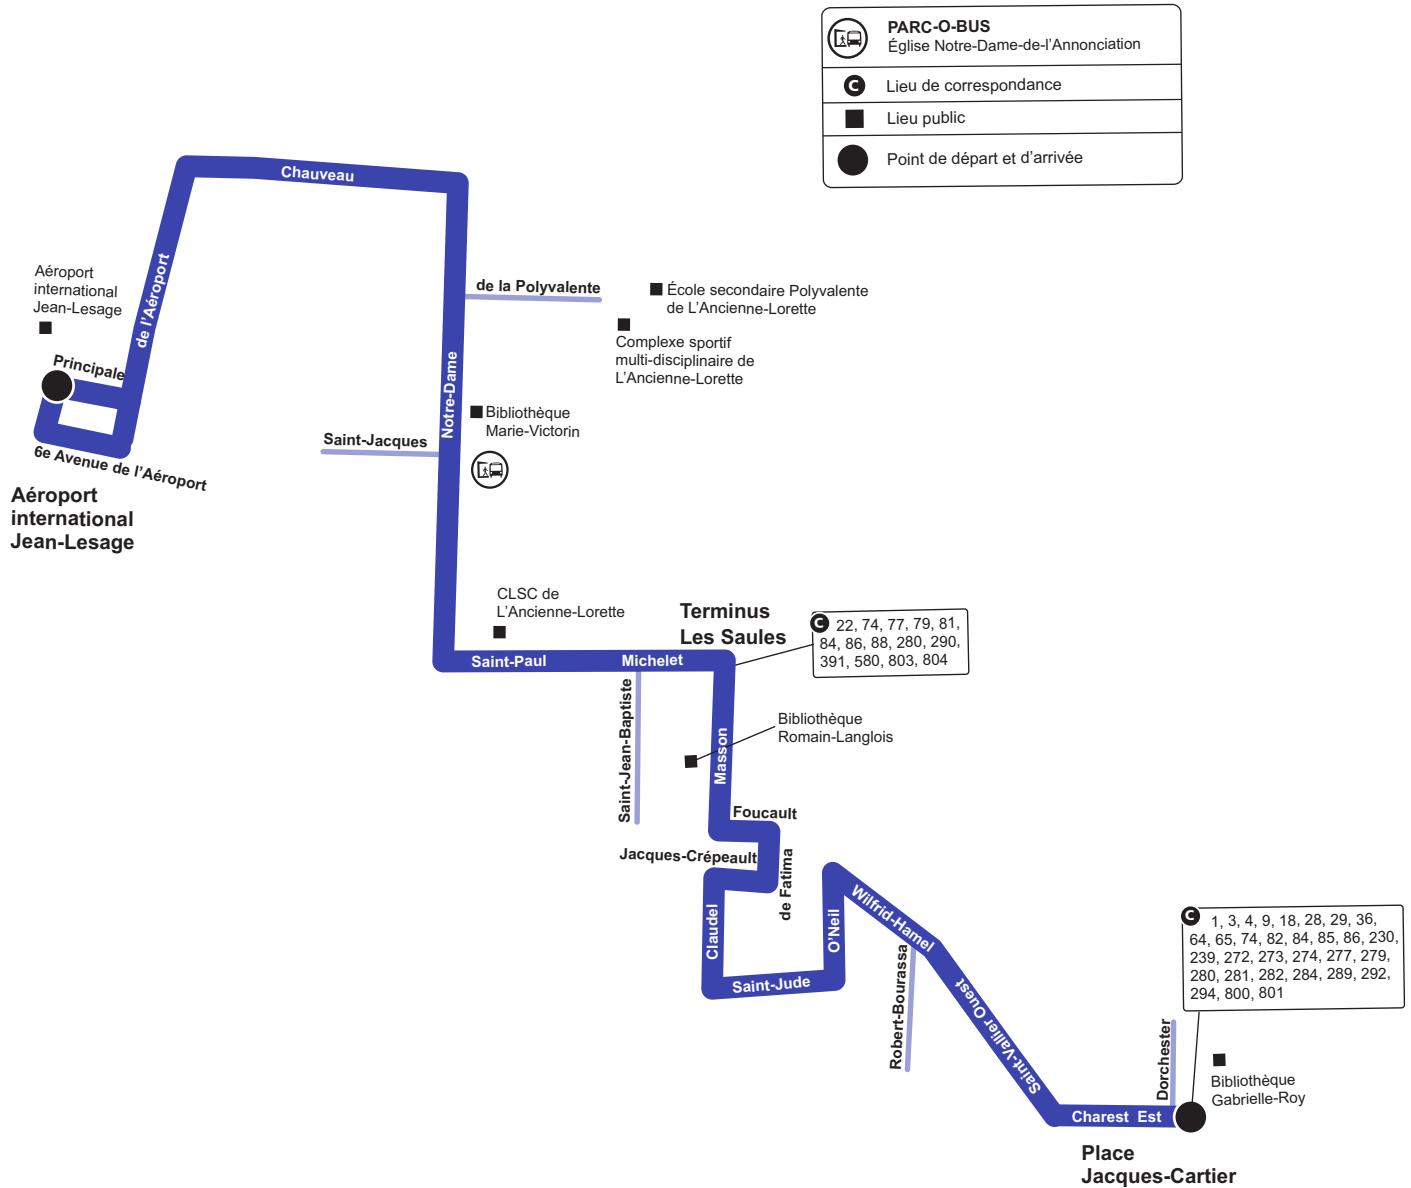 PARC-O-BUS
Église Notre-Dame-de-l'Annonciation
C Lieu de correspondance
Lieu public
Point de départ et d'arrivée
Chauveau
de l'Aéroport
Aéroport
international
Jean-Lesage
Principale
6e Avenue de l'Aéroport
Aéroport
international
Jean-Lesage
de la Polyvalente
École secondaire Polyvalente
de L'Ancienne-Lorette
Complexe sportif
multi-disciplinaire de
L'Ancienne-Lorette
Notre-Dame
Bibliothèque
Marie-Victorin
Saint-Jacques
CLSC de
L'Ancienne-Lorette
Terminus
Les Saules
C 22, 74, 77, 79, 81,
84, 86, 88, 280, 290,
391, 580, 803, 804
Saint-Paul
Michelet
Saint-Jean-Baptiste
Masson
Bibliothèque
Romain-Langlois
Foucault
Jacques-Crépeault
de Fatima
Claudel
Saint-Jude
O'Neil
Wilfrid-Hamel
Robert-Bourassa
Saint-Vallier Ouest
C 1, 3, 4, 9, 18, 28, 29, 36,
64, 65, 74, 82, 84, 85, 86, 230,
239, 272, 273, 274, 277, 279,
280, 281, 282, 284, 289, 292,
294, 800, 801
Dorchester
Bibliothèque
Gabrielle-Roy
Charest Est
Place
Jacques-Cartier